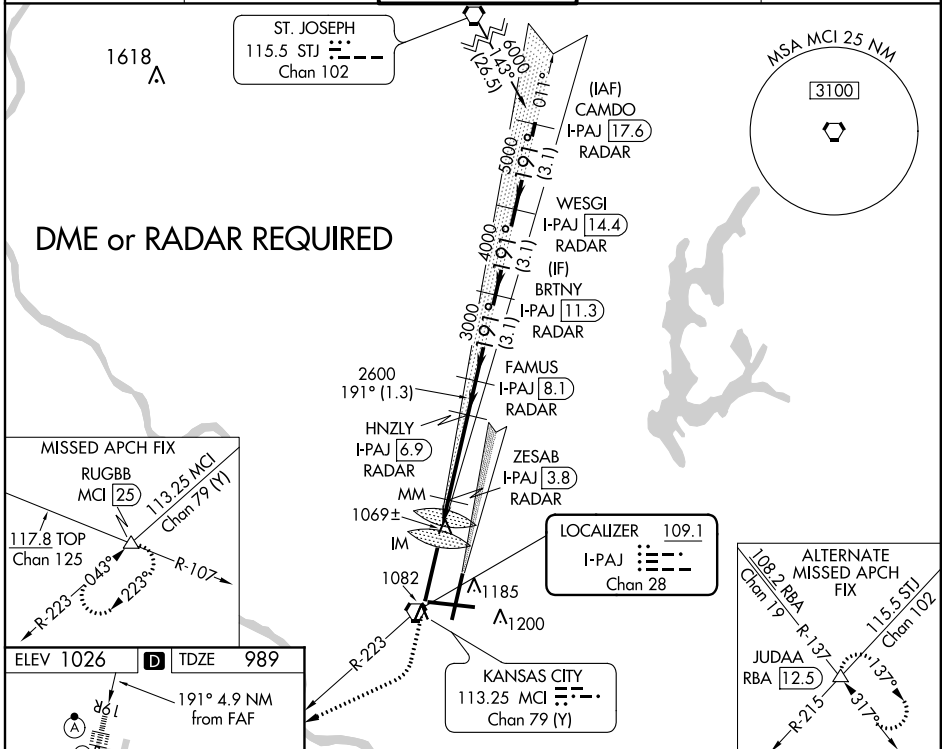 ST. JOSEPH
115.5 STJ
Chan 102
1618
6000
143°
(26.5)
011°
MSA MCI 25 NM
3100
(IAF)
CAMDO
I-PAJ 17.6
RADAR
5000
191°
(3.1)
WESGI
I-PAJ 14.4
RADAR
DME or RADAR REQUIRED
4000
191°
(3.1)
(IF)
BRTNY
I-PAJ 11.3
RADAR
3000
191°
(3.1)
FAMUS
I-PAJ 8.1
RADAR
2600
191° (1.3)
HNZLY
I-PAJ 6.9
RADAR
ZESAB
I-PAJ 3.8
RADAR
MM
1069±
IM
MISSED APCH FIX
RUGBB
MCI 25
113.25 MCI
Chan 79 (Y)
117.8 TOP
Chan 125
043°
223°
R-107
R-223
LOCALIZER 109.1
I-PAJ
Chan 28
1082
1185
1200
R-223
KANSAS CITY
113.25 MCI
Chan 79 (Y)
ALTERNATE
MISSED APCH
FIX
108.2 RBA
Chan 19
R-137
115.5 STJ
Chan 102
JUDAA
RBA 12.5
137°
317°
R-215
ELEV 1026
D
TDZE 989
191° 4.9 NM
from FAF
19R
A